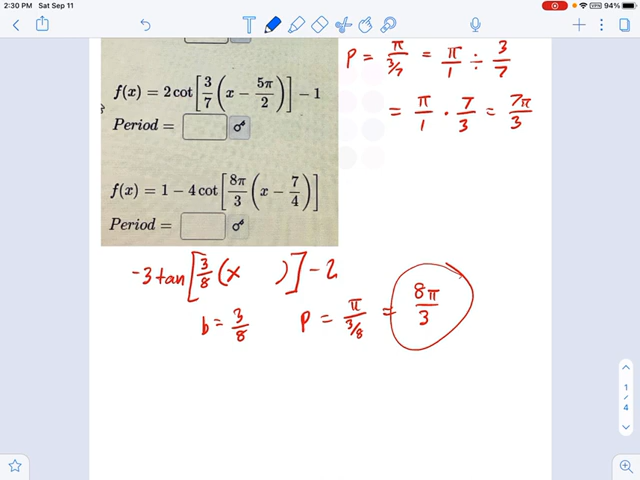 2:30 PM Sat Sep 11
94%
P = π / (3/7) = π/1 ÷ 3/7
= π/1 · 7/3 = 7π/3
f(x) = 2 cot[3/7 (x − 5π/2)] − 1
Period =
f(x) = 1 − 4 cot[8π/3 (x − 7/4)]
Period =
-3 tan[3/8 (x )] − 2
b = 3/8 P = π / (3/8) = 8π/3
1
/
4